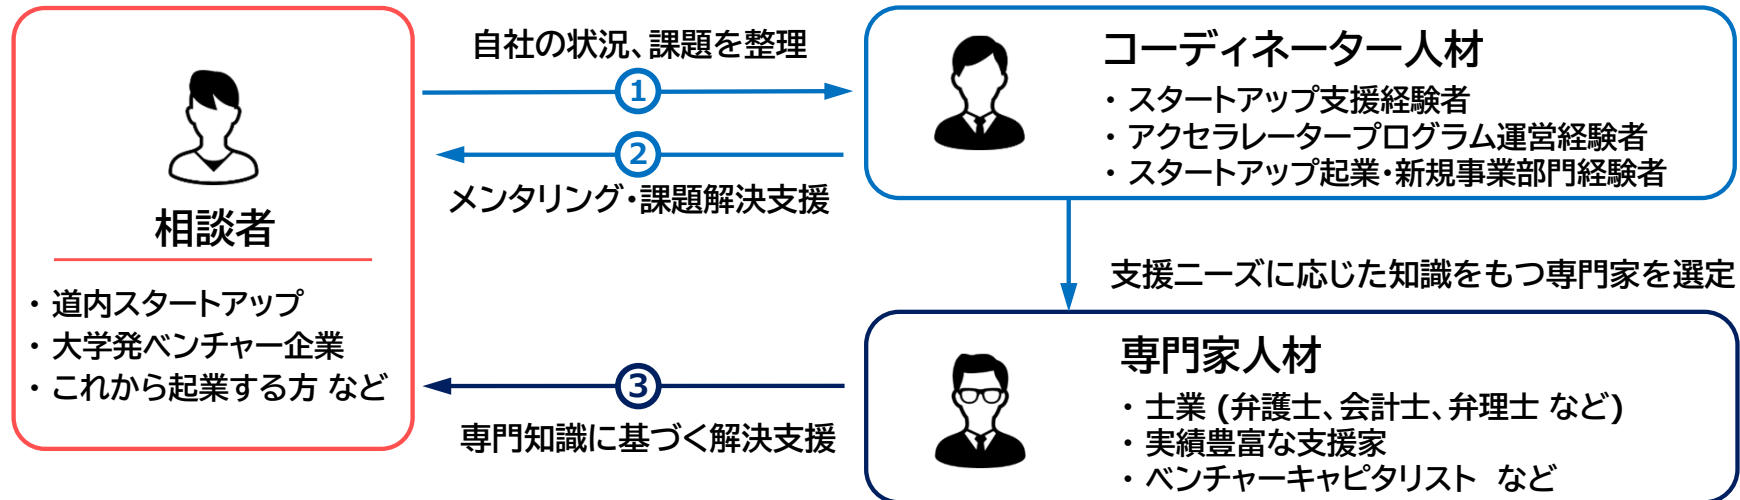 相談者
・ 道内スタートアップ
・ 大学発ベンチャー企業
・ これから起業する方 など
自社の状況、課題を整理
1
2
メンタリング・課題解決支援
コーディネーター人材
・ スタートアップ支援経験者
・ アクセラレータープログラム運営経験者
・ スタートアップ起業・新規事業部門経験者
支援ニーズに応じた知識をもつ専門家を選定
3
専門知識に基づく解決支援
専門家人材
・ 士業 (弁護士、会計士、弁理士 など)
・ 実績豊富な支援家
・ ベンチャーキャピタリスト など